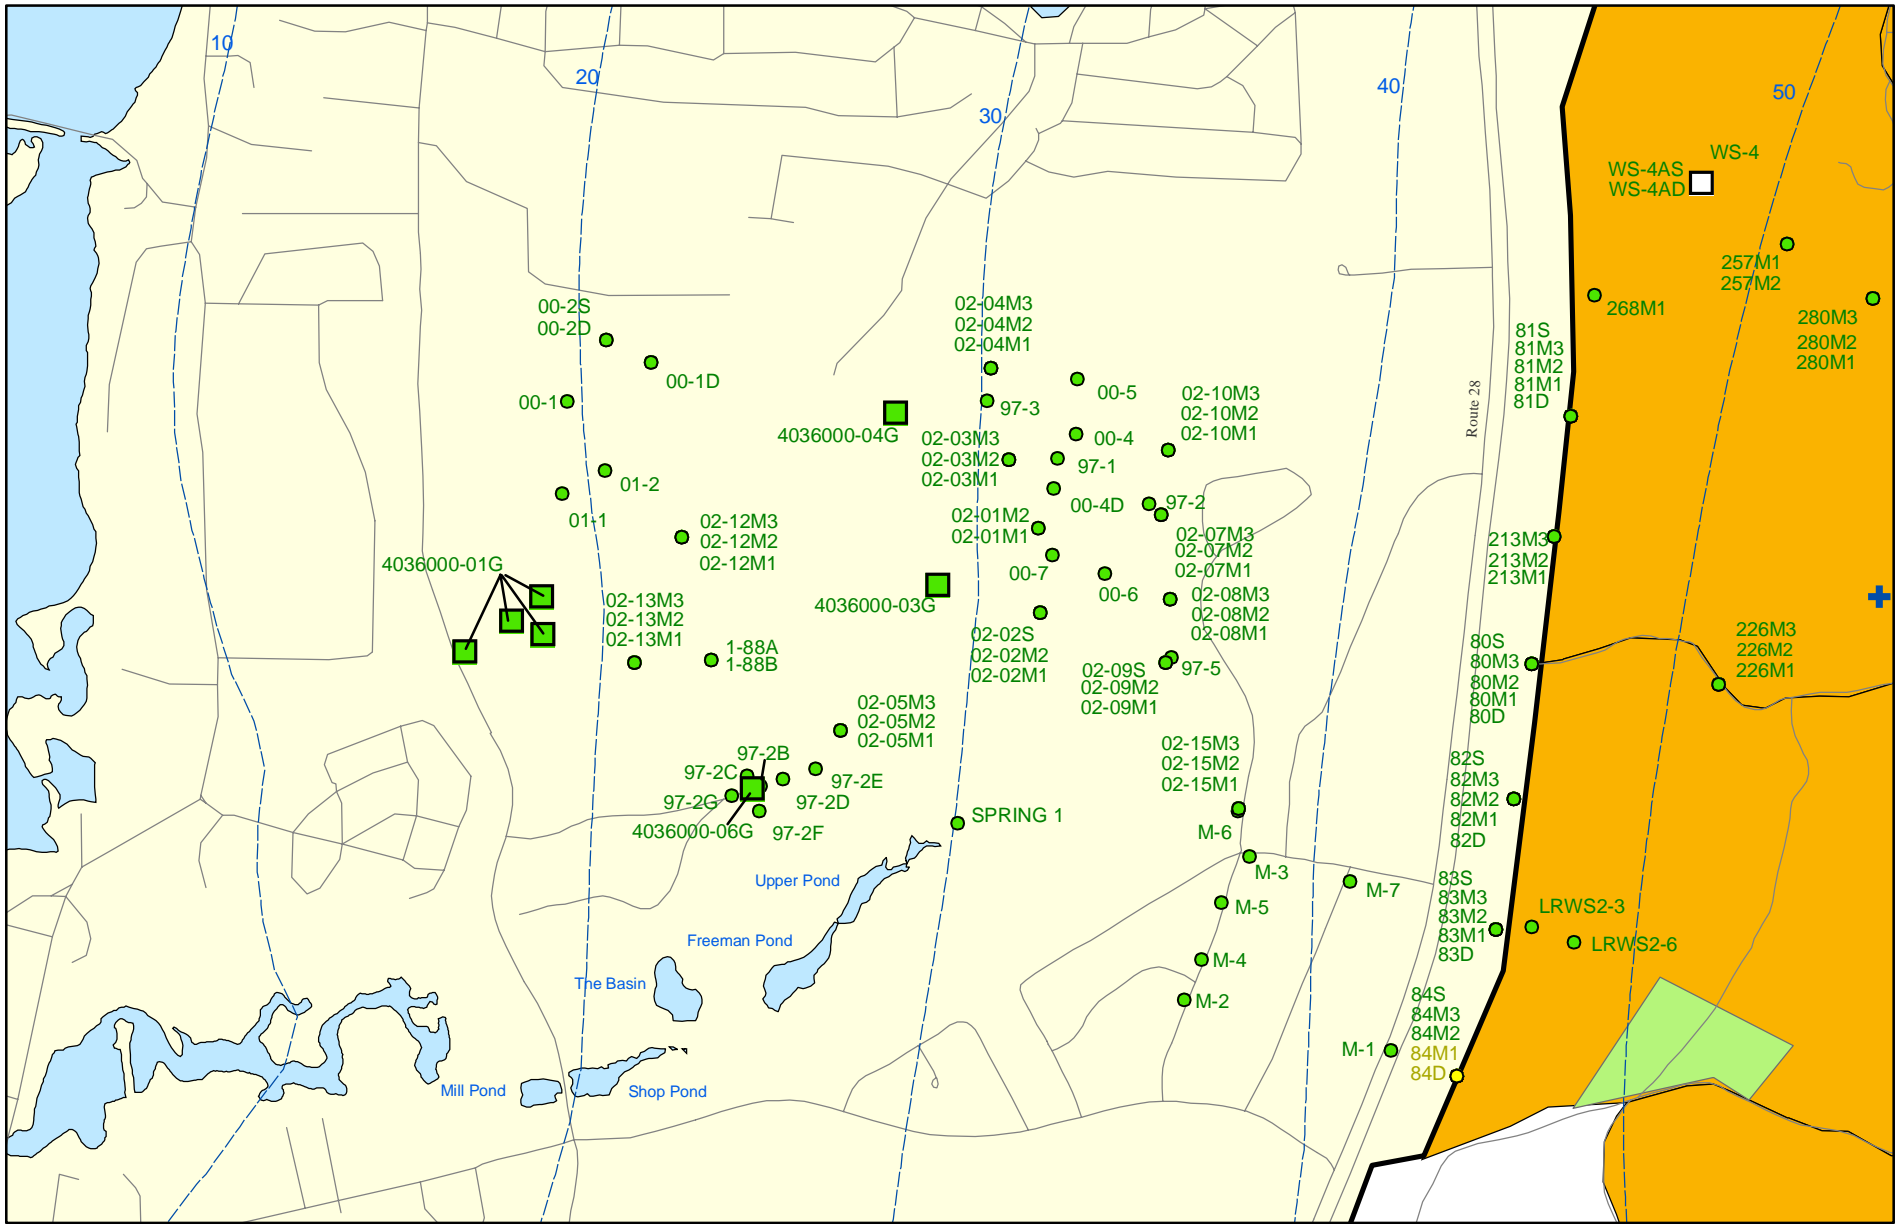 10
20
30
40
50
WS-4
WS-4AS
WS-4AD
257M1
257M2
268M1
280M3
280M2
280M1
00-2S
00-2D
00-1D
00-1
02-04M3
02-04M2
02-04M1
97-3
00-5
4036000-04G
02-03M3
02-03M2
02-03M1
00-4
97-1
02-10M3
02-10M2
02-10M1
Route 28
81S
81M3
81M2
81M1
81D
01-2
01-1
02-12M3
02-12M2
02-12M1
00-4D
97-2
02-01M2
02-01M1
00-7
00-6
02-07M3
02-07M2
02-07M1
213M3
213M2
213M1
4036000-01G
4036000-03G
02-13M3
02-13M2
02-13M1
1-88A
1-88B
02-02S
02-02M2
02-02M1
02-08M3
02-08M2
02-08M1
97-5
02-09S
02-09M2
02-09M1
80S
80M3
80M2
80M1
80D
226M3
226M2
226M1
02-05M3
02-05M2
02-05M1
97-2B
97-2C
97-2E
97-2G
97-2D
4036000-06G
97-2F
02-15M3
02-15M2
02-15M1
M-6
SPRING 1
82S
82M3
82M2
82M1
82D
M-3
M-7
M-5
M-4
M-2
M-1
83S
83M3
83M2
83M1
83D
LRWS2-3
LRWS2-6
84S
84M3
84M2
84M1
84D
Upper Pond
Freeman Pond
The Basin
Mill Pond
Shop Pond